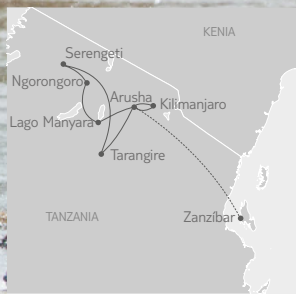 KENIA
Serengeti
Ngorongoro
Arusha
Kilimanjaro
Lago Manyara
Tarangire
TANZANIA
Zanzíbar